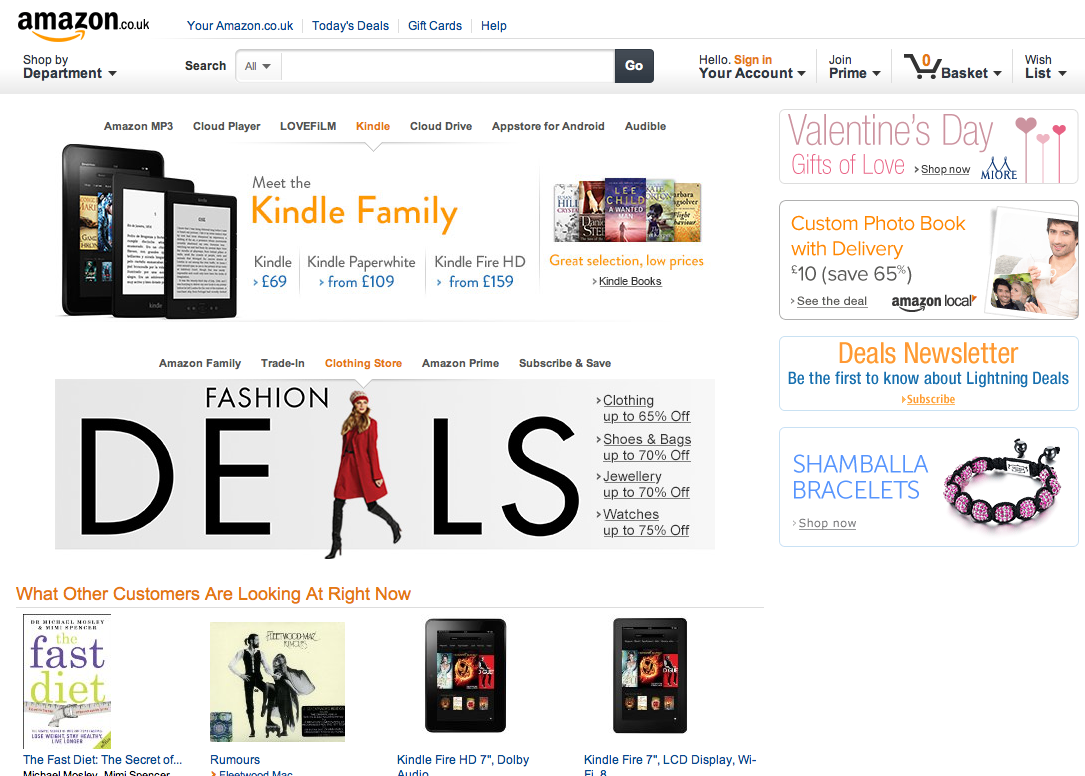 amazon.co.uk
Your Amazon.co.uk
Today's Deals
Gift Cards
Help
Shop by
Department
Search
All
Go
Hello. Sign in
Your Account
Join
Prime
0
Basket
Wish
List
Amazon MP3
Cloud Player
LOVEFiLM
Kindle
Cloud Drive
Appstore for Android
Audible
Meet the
Kindle Family
Kindle
› £69
Kindle Paperwhite
› from £109
Kindle Fire HD
› from £159
SUSAN
HILL
LEE
CHILD
A WANTED
MAN
Great selection, low prices
› Kindle Books
kindle
Valentine's Day
Gifts of Love
› Shop now
MIORE
Custom Photo Book
with Delivery
£10 (save 65%)
› See the deal
amazon local
Deals Newsletter
Be the first to know about Lightning Deals
Subscribe
SHAMBALLA
BRACELETS
› Shop now
Amazon Family
Trade-In
Clothing Store
Amazon Prime
Subscribe & Save
FASHION
DEALS
› Clothing
up to 65% Off
› Shoes & Bags
up to 70% Off
› Jewellery
up to 70% Off
› Watches
up to 75% Off
What Other Customers Are Looking At Right Now
DR MICHAEL MOSLEY
& MIMI SPENCER
the
fast
diet
LOSE WEIGHT, STAY HEALTHY,
LIVE LONGER
The Fast Diet: The Secret of...
Michael Mosley, Mimi Spencer
FLEETWOOD MAC
RUMOURS
Rumours
› Fleetwood Mac
Kindle Fire HD 7", Dolby
Audio,
Kindle Fire 7", LCD Display, Wi-
Fi, 8